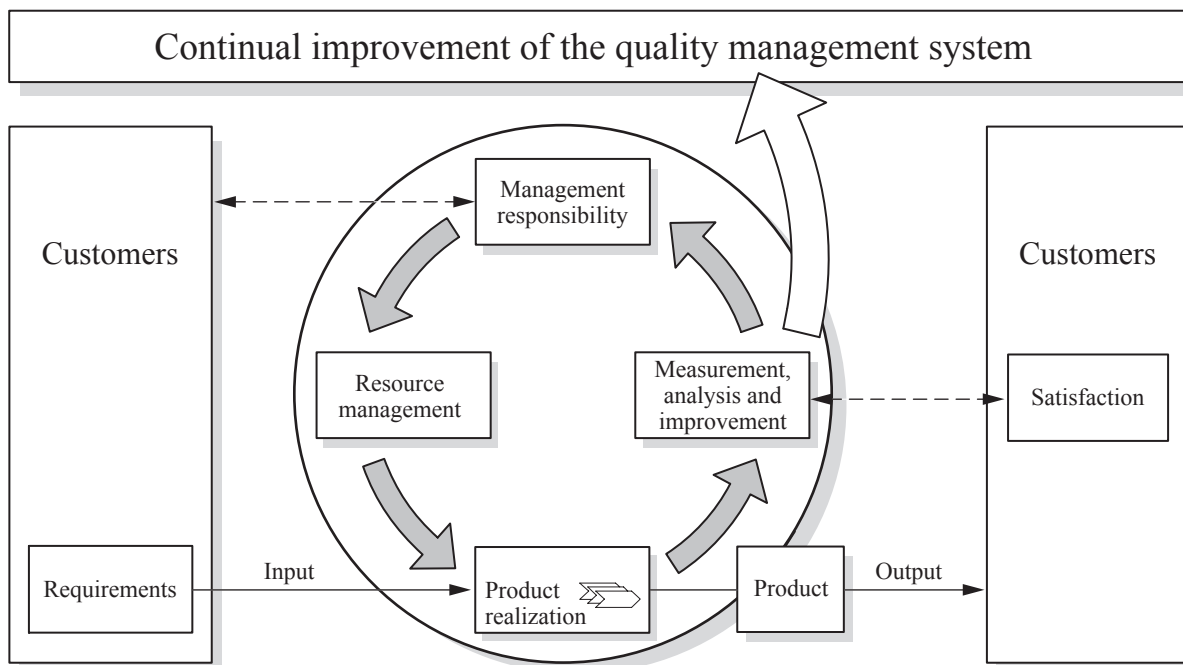 Continual improvement of the quality management system
Management
responsibility
Customers
Customers
Resource
management
Measurement,
analysis and
improvement
Satisfaction
Requirements
Input
Product
realization
Product
Output